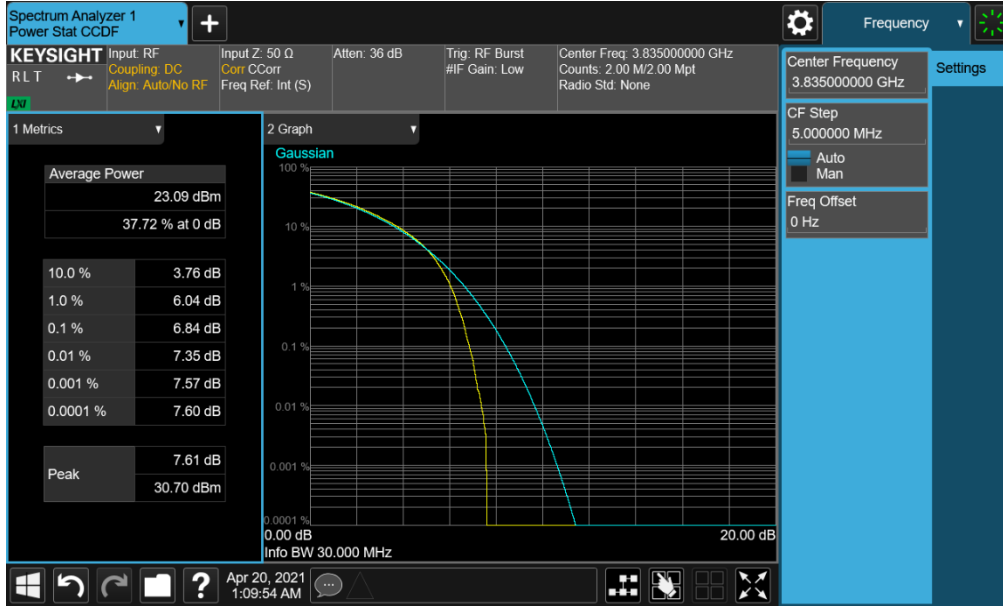 Spectrum Analyzer 1
Power Stat CCDF
+
Frequency
KEYSIGHT
RLT
LXI
Input: RF
Coupling: DC
Align: Auto/No RF
Input Z: 50 Ω
Corr CCorr
Freq Ref: Int (S)
Atten: 36 dB
Trig: RF Burst
#IF Gain: Low
Center Freq: 3.835000000 GHz
Counts: 2.00 M/2.00 Mpt
Radio Std: None
Center Frequency
3.835000000 GHz
Settings
CF Step
5.000000 MHz
Auto
Man
Freq Offset
0 Hz
1 Metrics
Average Power
23.09 dBm
37.72 % at 0 dB
10.0 % 3.76 dB
1.0 % 6.04 dB
0.1 % 6.84 dB
0.01 % 7.35 dB
0.001 % 7.57 dB
0.0001 % 7.60 dB
Peak 7.61 dB
30.70 dBm
2 Graph
Gaussian
100 %
10 %
1 %
0.1 %
0.01 %
0.001 %
0.0001 %
0.00 dB 20.00 dB
Info BW 30.000 MHz
?
Apr 20, 2021
1:09:54 AM